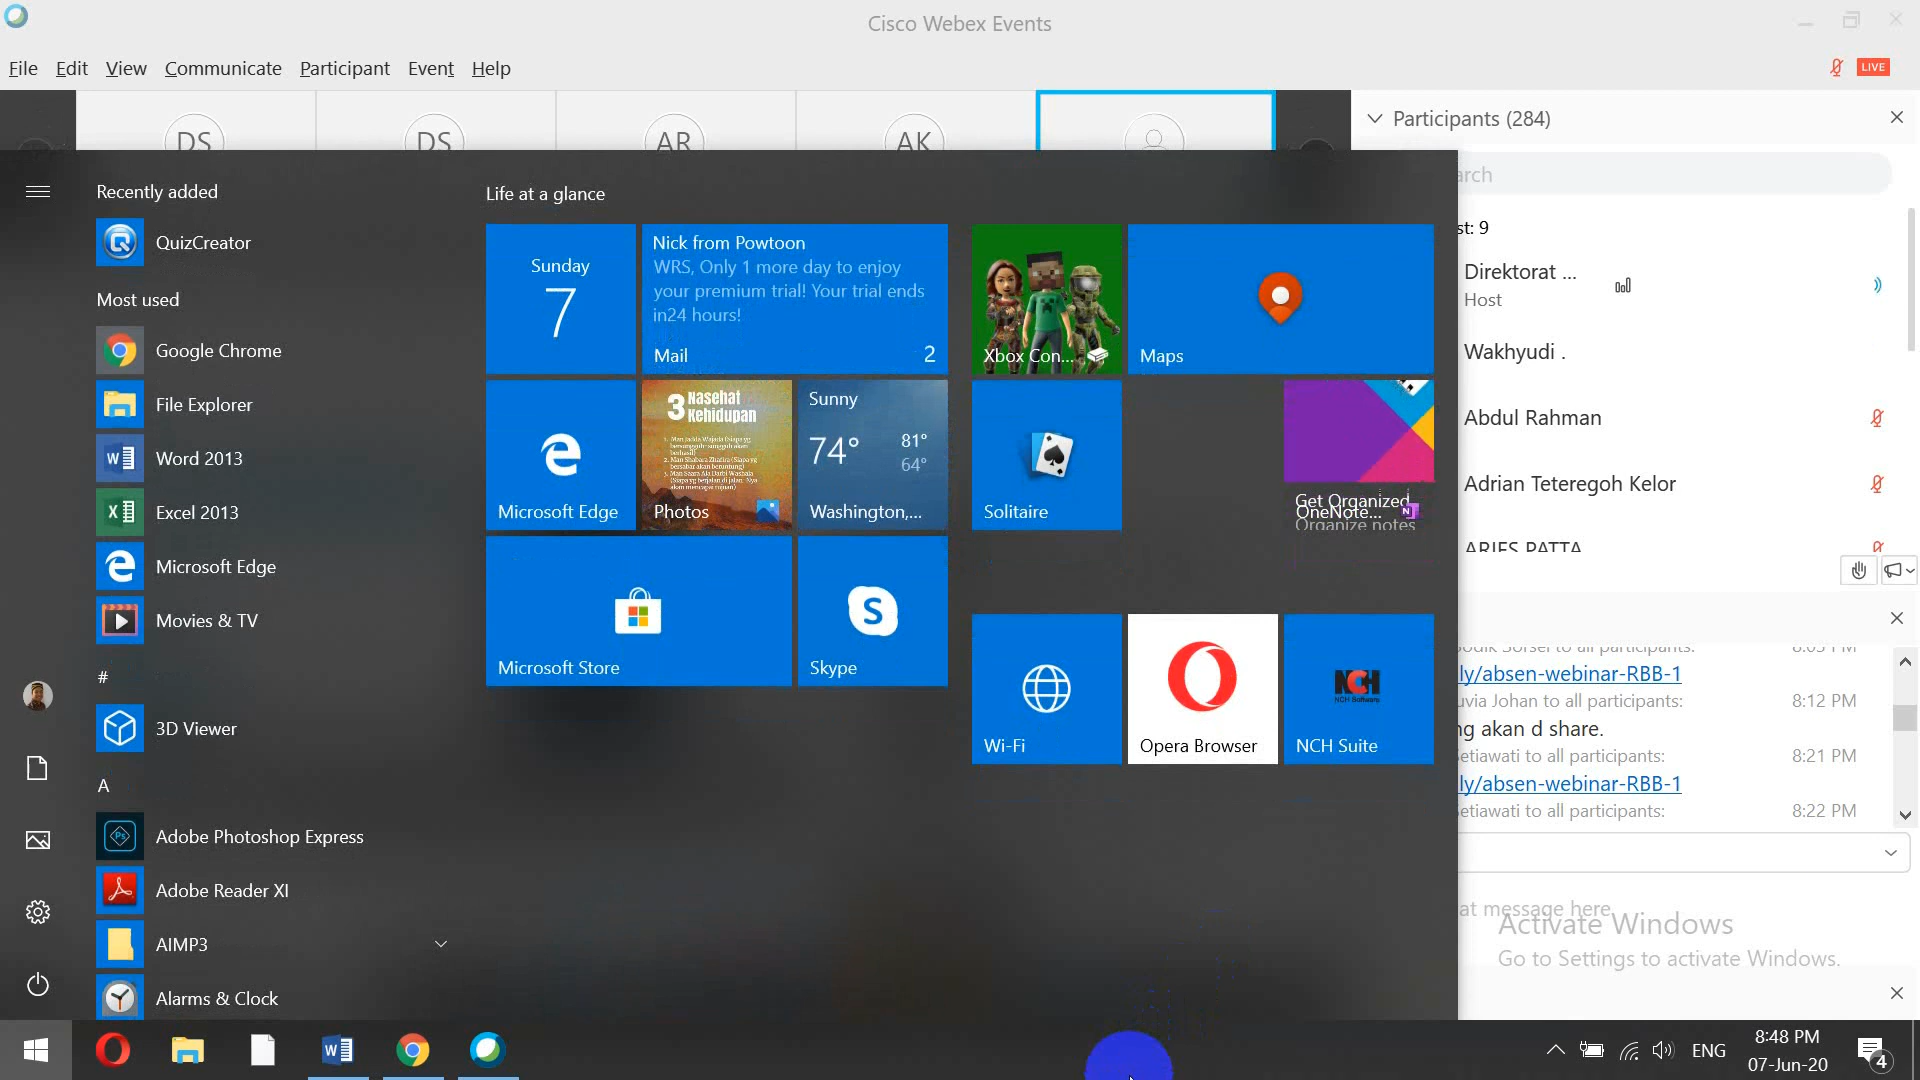 Cisco Webex Events
File Edit View Communicate Participant Event Help
LIVE
DS
DS
AR
AK
Participants (284)
Recently added
QuizCreator
Most used
Google Chrome
File Explorer
Word 2013
Excel 2013
Microsoft Edge
Movies & TV
#
3D Viewer
A
Adobe Photoshop Express
Adobe Reader XI
AIMP3
Alarms & Clock
Life at a glance
Sunday
7
Nick from Powtoon
WRS, Only 1 more day to enjoy
your premium trial! Your trial ends
in24 hours!
Mail 2
Xbox Con...
Maps
Microsoft Edge
3 Nasehat
Kehidupan
Photos
Sunny
74° 81°
64°
Washington,...
Solitaire
Get Organized
OneNote...
Organize notes
Microsoft Store
Skype
Wi-Fi
Opera Browser
NCH
NCH Software
NCH Suite
arch
st: 9
Direktorat ...
Host
Wakhyudi .
Abdul Rahman
Adrian Teteregoh Kelor
ARIES PATTA
to all participants:
ly/absen-webinar-RBB-1
uvia Johan to all participants: 8:12 PM
ng akan d share.
etiawati to all participants: 8:21 PM
ly/absen-webinar-RBB-1
etiawati to all participants: 8:22 PM
at message here
Activate Windows
Go to Settings to activate Windows.
ENG
8:48 PM
07-Jun-20
4